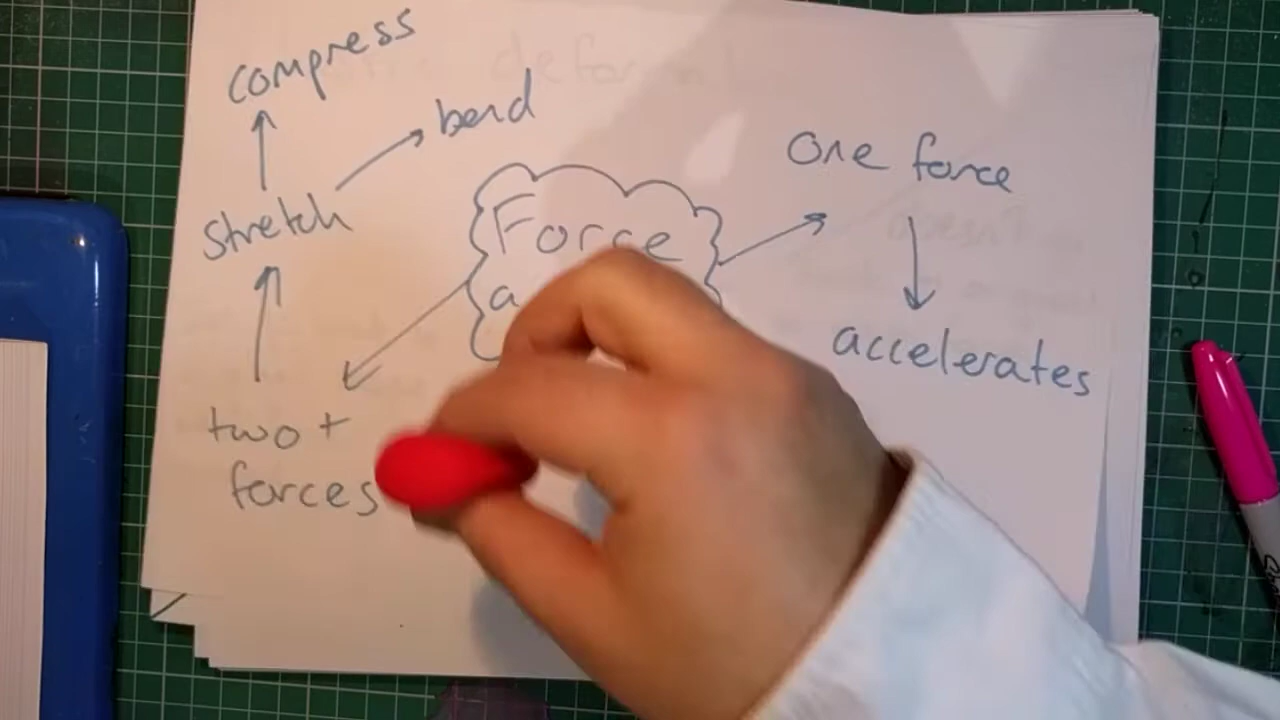 compress
bend
stretch
two +
forces
Force
a
one force
accelerates